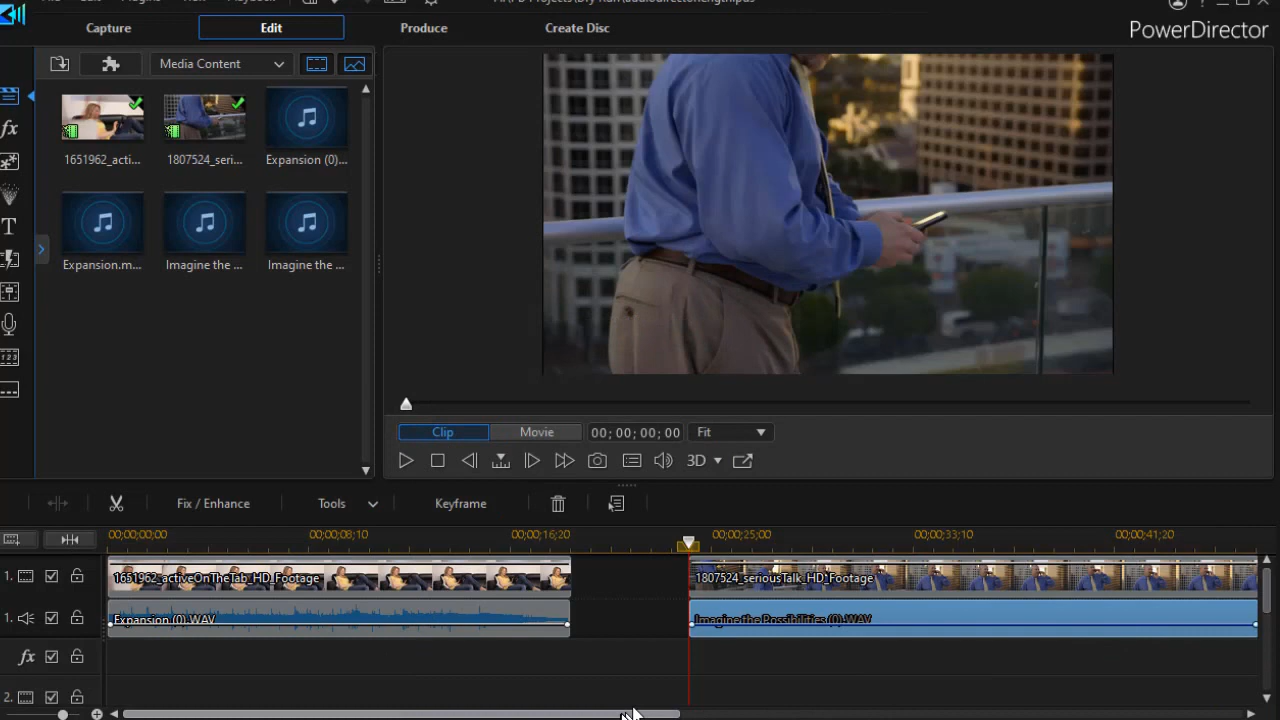 Capture
Edit
Produce
Create Disc
PowerDirector
Media Content
1651962_acti...
1807524_seri...
Expansion (0)...
Expansion.m...
Imagine the ...
Imagine the ...
Clip
Movie
00; 00; 00; 00
Fit
3D
Fix / Enhance
Tools
Keyframe
00;00;00;00
00;00;08;10
00;00;16;20
00;00;25;00
00;00;33;10
00;00;41;20
1.
1651962_activeOnTheTab_HD_Footage
1807524_seriousTalk_HD_Footage
1.
Expansion (0).WAV
Imagine the Possibilities (0).WAV
fx
2.